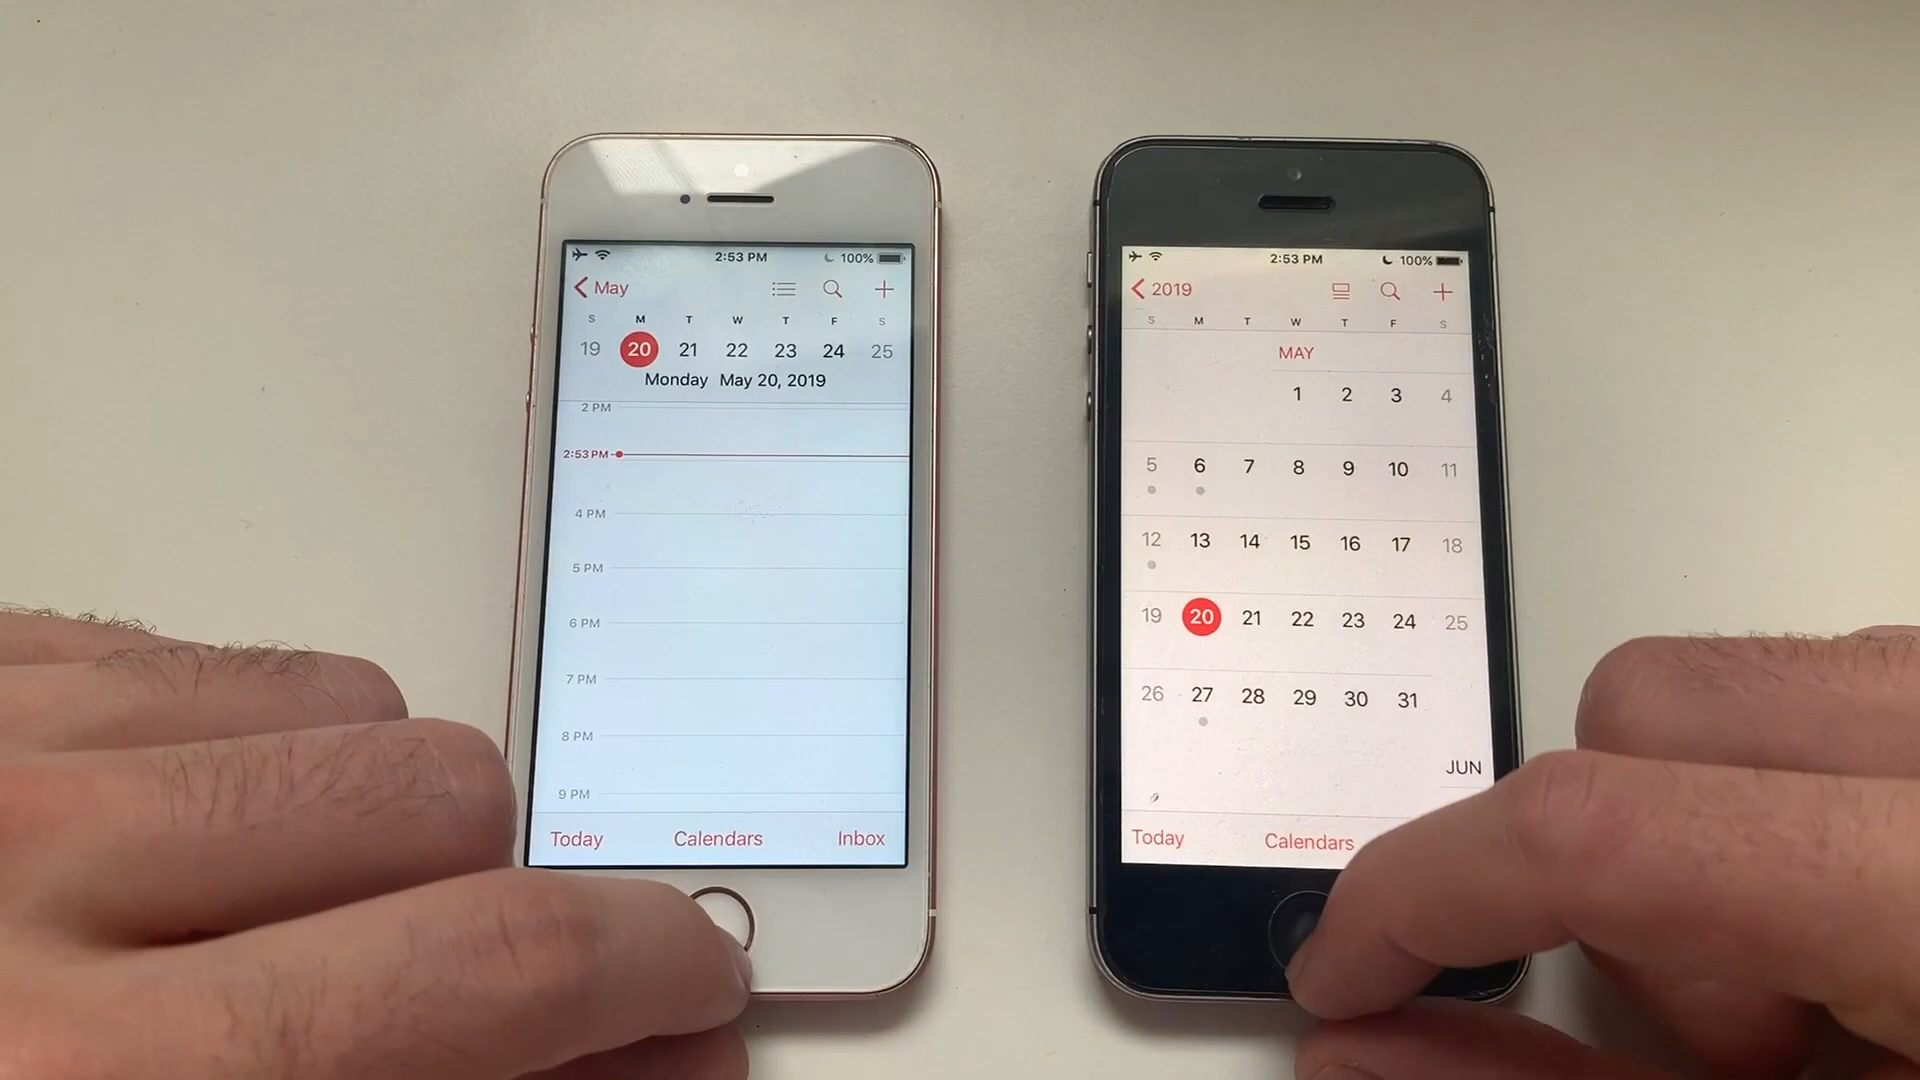 2:53 PM 100%
May
S M T W T F S
19 20 21 22 23 24 25
Monday May 20, 2019
2 PM
2:53 PM
4 PM
5 PM
6 PM
7 PM
8 PM
9 PM
Today Calendars Inbox
2:53 PM 100%
2019
S M T W T F S
MAY
1 2 3 4
5 6 7 8 9 10 11
12 13 14 15 16 17 18
19 20 21 22 23 24 25
26 27 28 29 30 31
JUN
Today Calendars